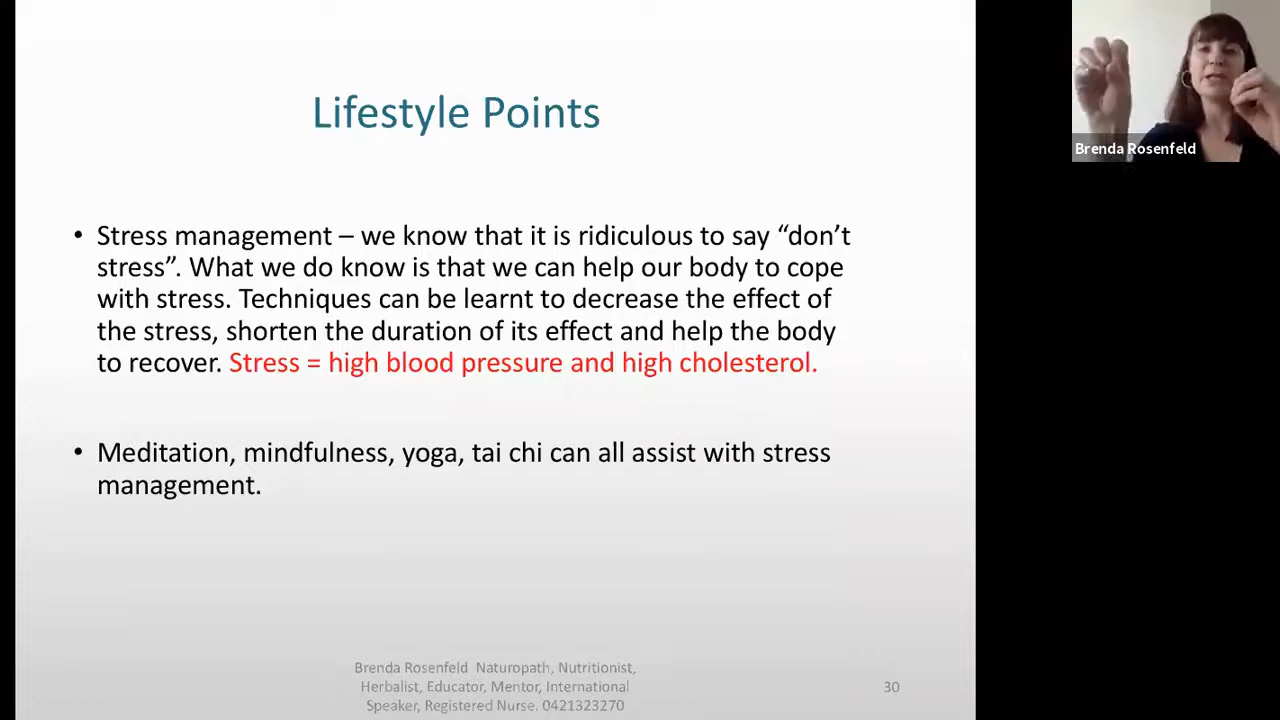 Lifestyle Points
• Stress management – we know that it is ridiculous to say “don’t
stress”. What we do know is that we can help our body to cope
with stress. Techniques can be learnt to decrease the effect of
the stress, shorten the duration of its effect and help the body
to recover. Stress = high blood pressure and high cholesterol.
• Meditation, mindfulness, yoga, tai chi can all assist with stress
management.
Brenda Rosenfeld Naturopath, Nutritionist,
Herbalist, Educator, Mentor, International
Speaker, Registered Nurse. 0421323270
30
Brenda Rosenfeld